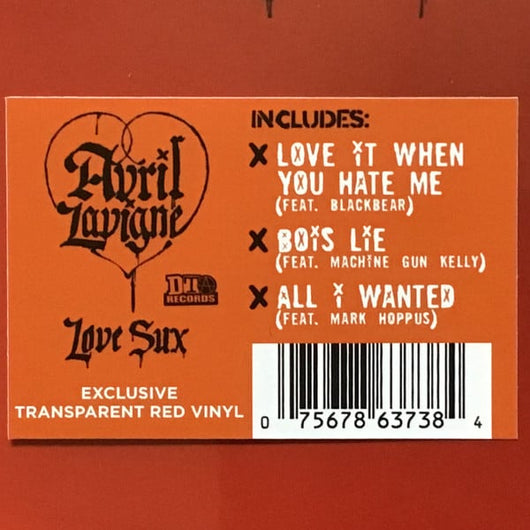 Avril
Lavigne
DTA
RECORDS
Love Sux
EXCLUSIVE
TRANSPARENT RED VINYL
INCLUDES:
X LOVE iT WHEN
YOU HATE ME
(FEAT. BLACKBEAR)
X BOiS LiE
(FEAT. MACHiNE GUN KELLY)
X ALL i WANTED
(FEAT. MARK HOPPUS)
0 75678 63738 4